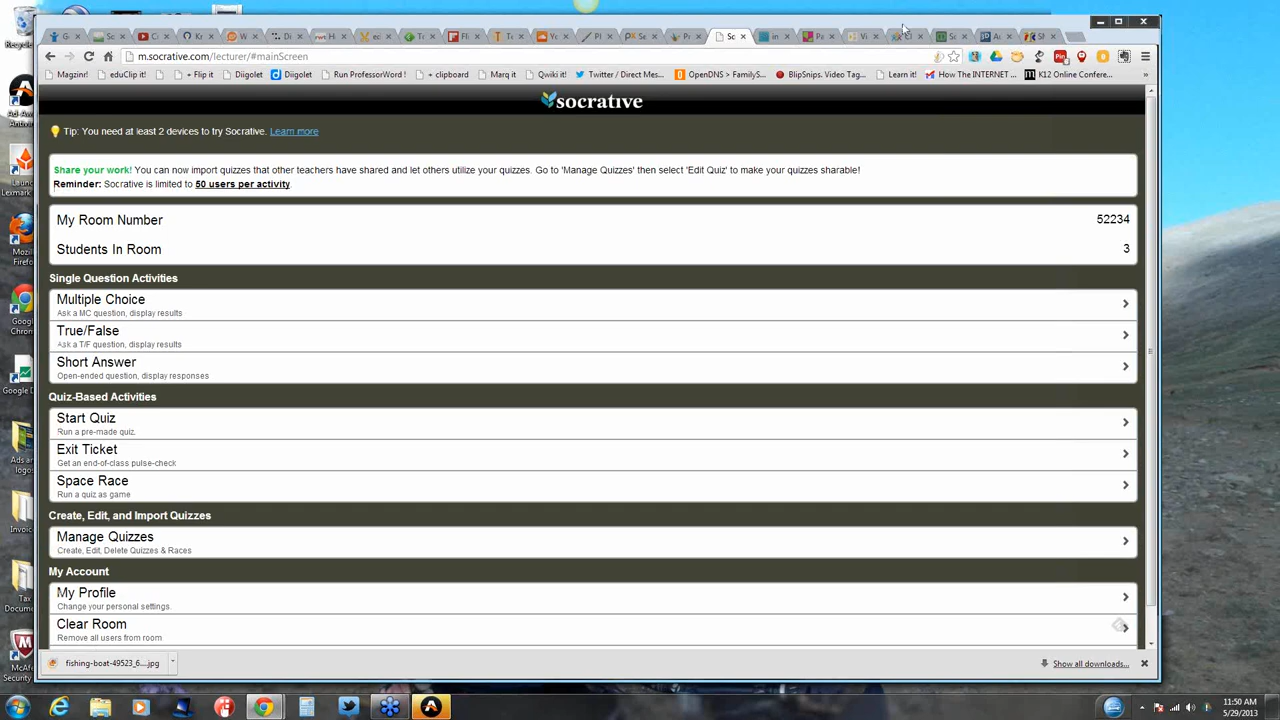 m.socrative.com/lecturer/#mainScreen
Magzinr! eduClip it! + Flip it Diigolet Diigolet Run ProfessorWord ! + clipboard Marq it Qwiki it! Twitter / Direct Mes... OpenDNS > FamilyS... BlipSnips. Video Tag... Learn it! How The INTERNET ... K12 Online Confere... »
socrative
Tip: You need at least 2 devices to try Socrative. Learn more
Share your work! You can now import quizzes that other teachers have shared and let others utilize your quizzes. Go to 'Manage Quizzes' then select 'Edit Quiz' to make your quizzes sharable!
Reminder: Socrative is limited to 50 users per activity.
My Room Number 52234
Students In Room 3
Single Question Activities
Multiple Choice
Ask a MC question, display results
True/False
Ask a T/F question, display results
Short Answer
Open-ended question, display responses
Quiz-Based Activities
Start Quiz
Run a pre-made quiz.
Exit Ticket
Get an end-of-class pulse-check
Space Race
Run a quiz as game
Create, Edit, and Import Quizzes
Manage Quizzes
Create, Edit, Delete Quizzes & Races
My Account
My Profile
Change your personal settings.
Clear Room
Remove all users from room
fishing-boat-49523_6....jpg Show all downloads...
11:50 AM
5/29/2013